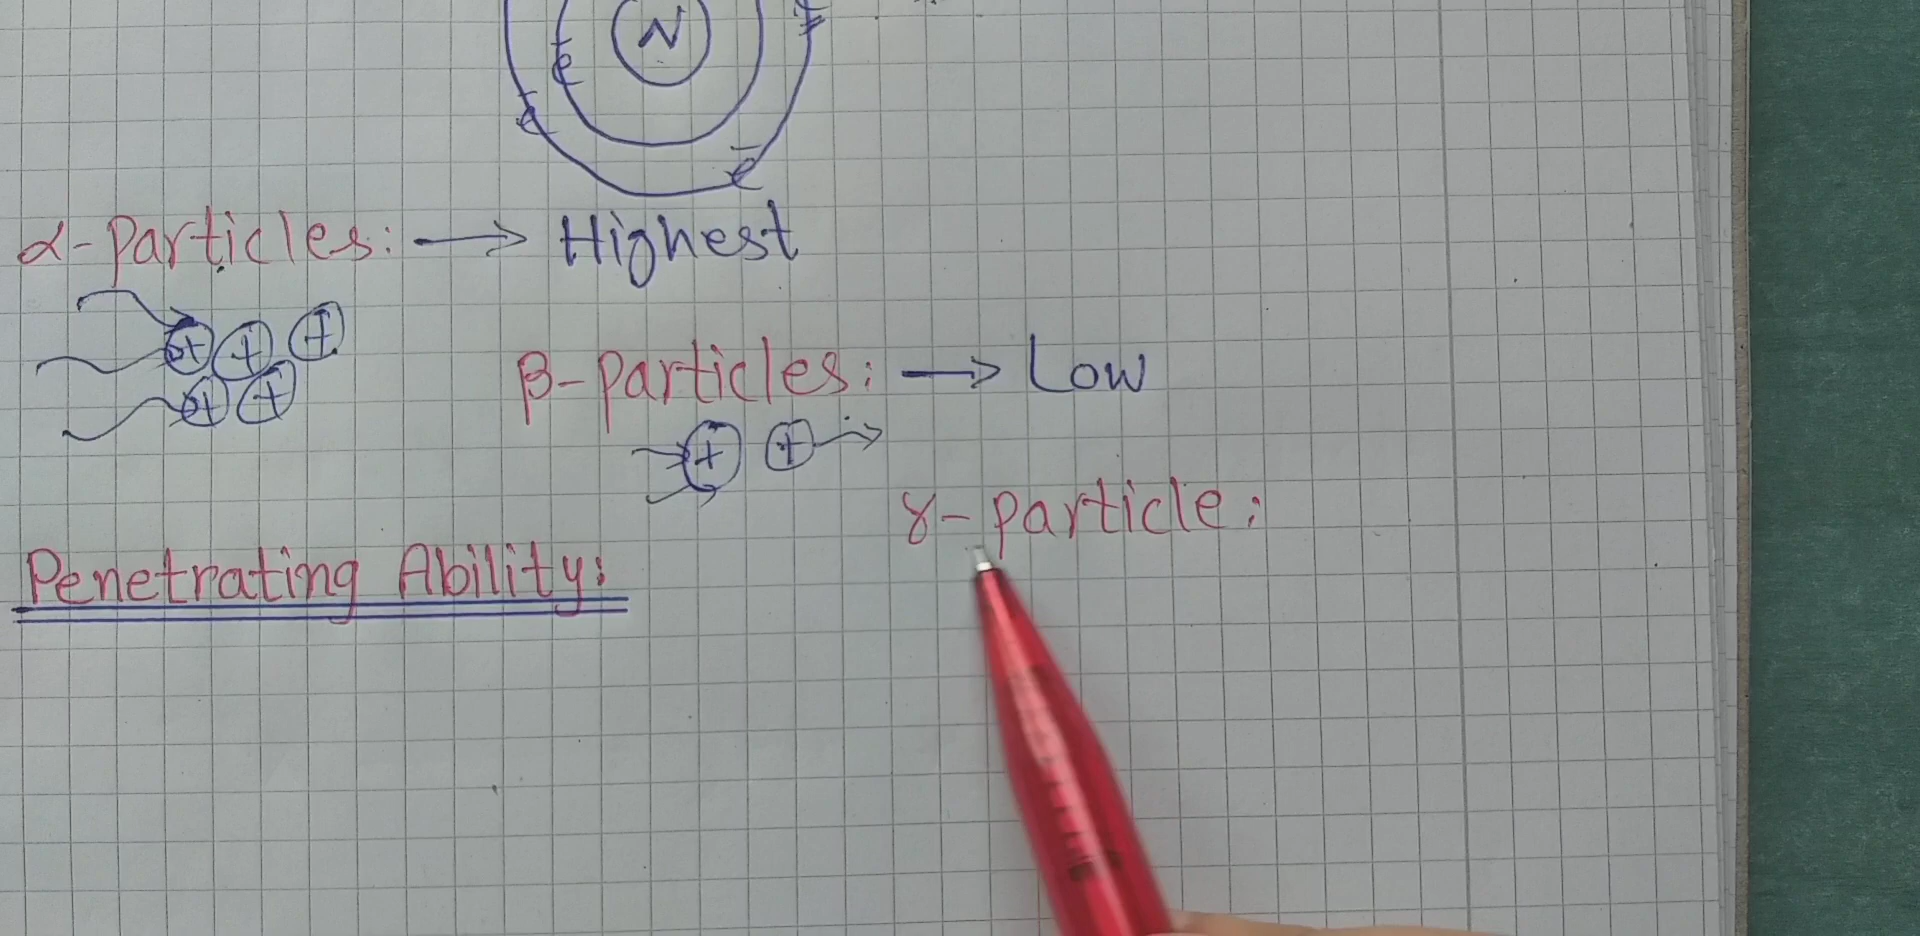 N
e
e
e
α-Particles: → Highest
+ + +
+ +
β-Particles: → Low
+ +
γ-Particle:
Penetrating Ability: